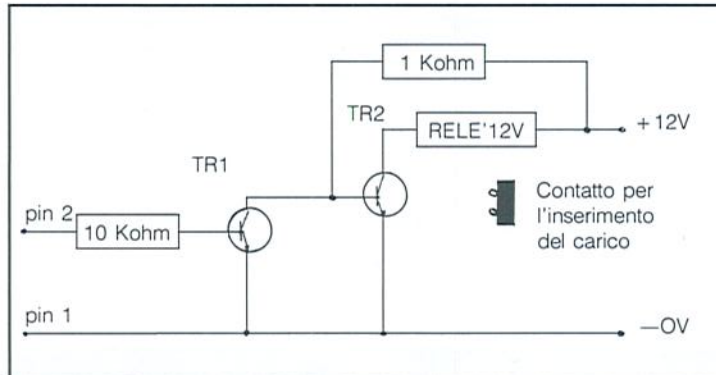 1 Kohm
TR2
RELE'12V
+12V
TR1
Contatto per
l'inserimento
del carico
pin 2
10 Kohm
pin 1
—OV